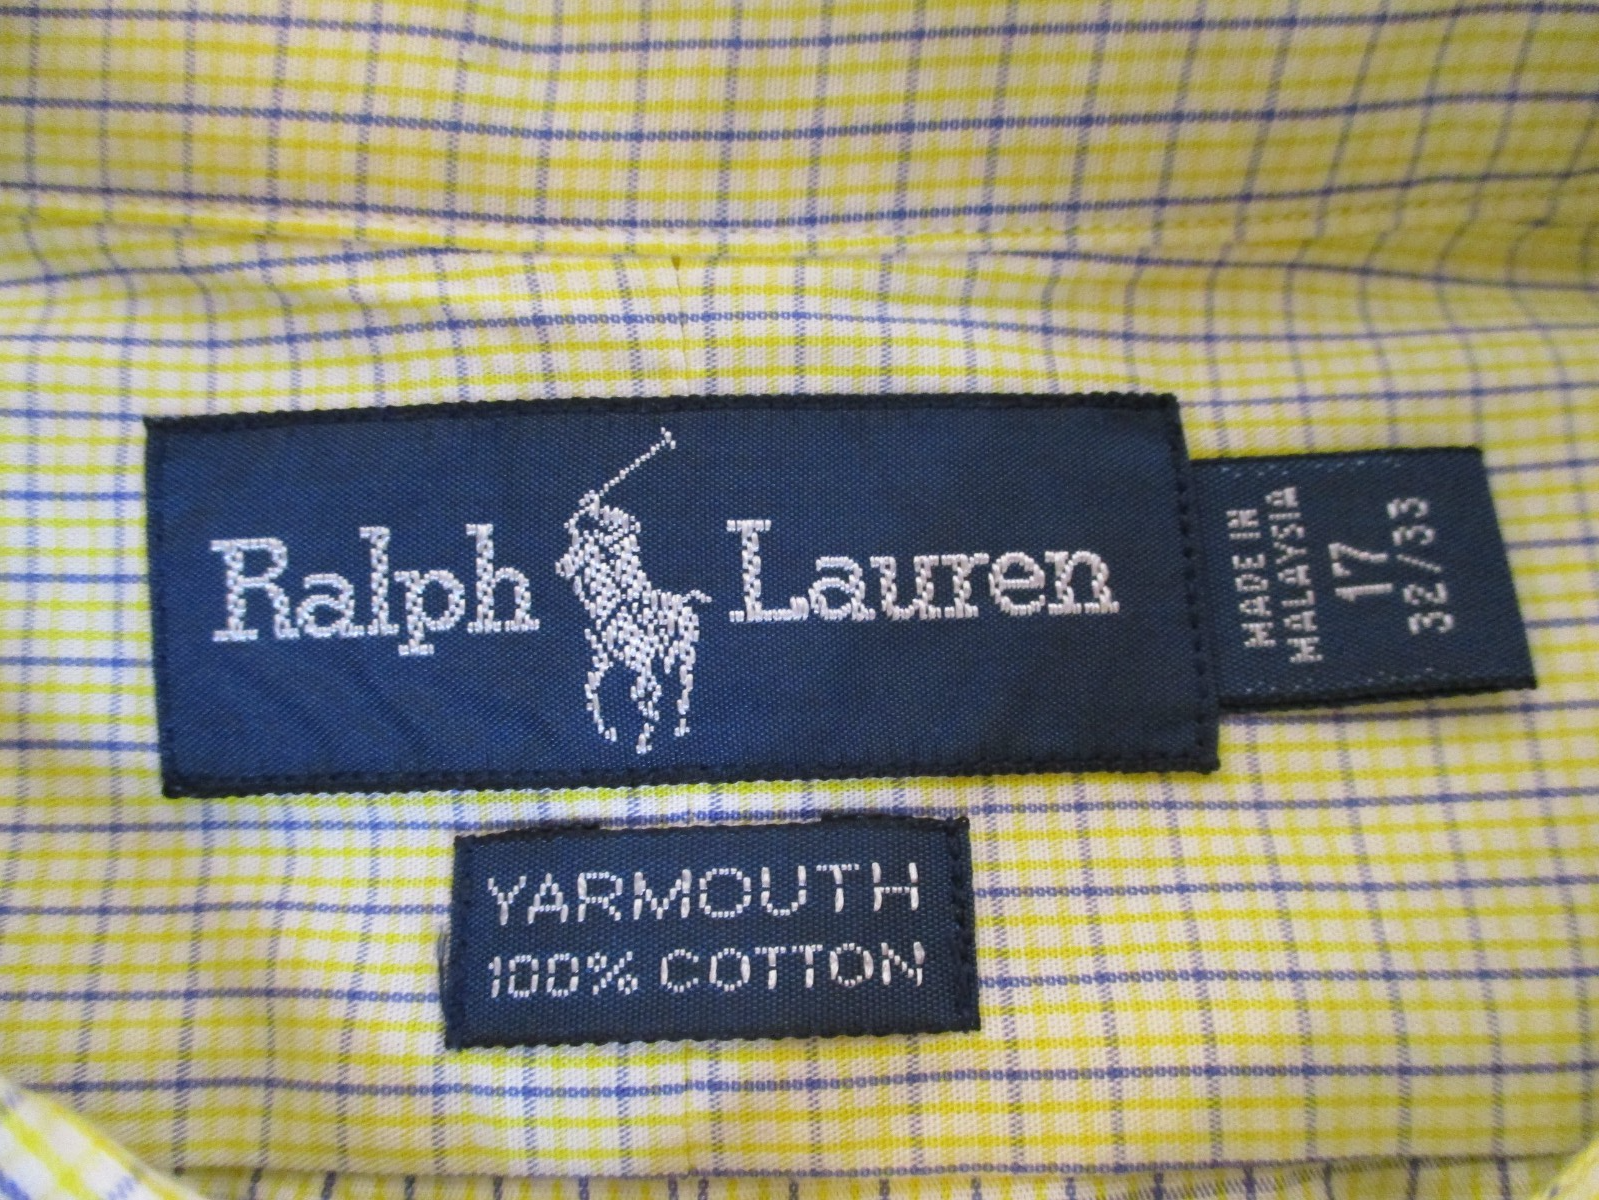 Ralph Lauren
MADE IN
MALAYSIA
17
32/33
YARMOUTH
100% COTTON